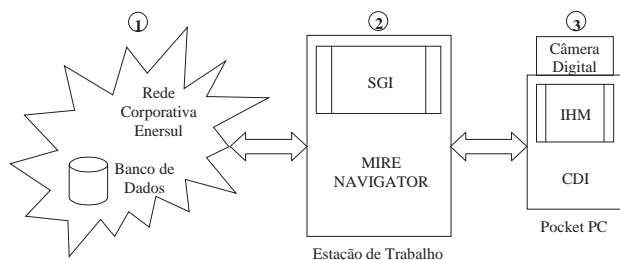 1
Rede
Corporativa
Enersul
Banco de
Dados
2
SGI
MIRE
NAVIGATOR
Estação de Trabalho
3
Câmera
Digital
IHM
CDI
Pocket PC